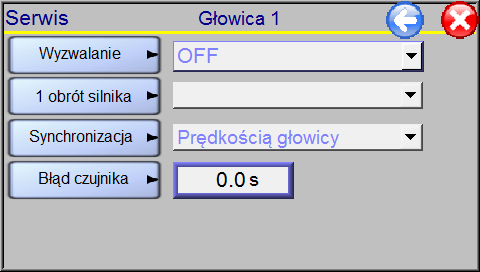 Serwis Głowica 1
Wyzwalanie OFF
1 obrót silnika
Synchronizacja Prędkością głowicy
Błąd czujnika 0.0 s